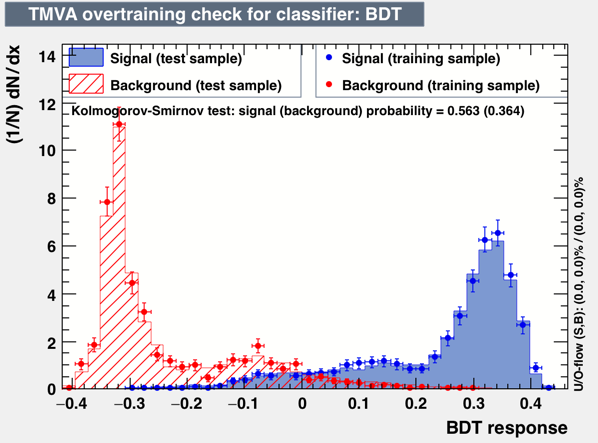 TMVA overtraining check for classifier: BDT
(1/N) dN/dx
14
12
10
8
6
4
2
0
Signal (test sample)
Background (test sample)
Signal (training sample)
Background (training sample)
Kolmogorov-Smirnov test: signal (background) probability = 0.563 (0.364)
U/O-flow (S,B): (0.0, 0.0)% / (0.0, 0.0)%
−0.4 −0.3 −0.2 −0.1 0 0.1 0.2 0.3 0.4
BDT response